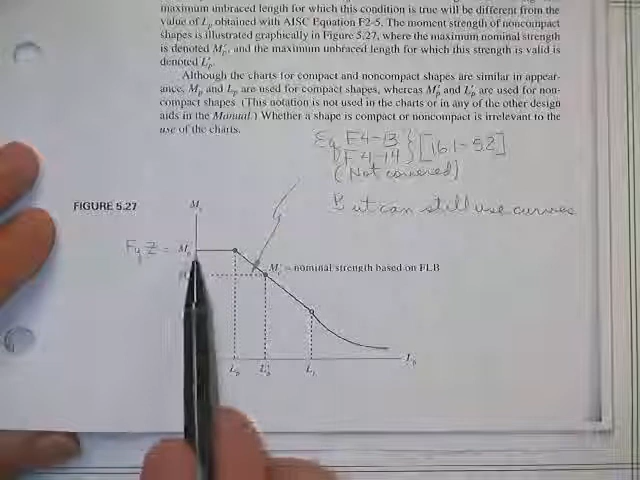 maximum unbraced length for which this condition is true will be different from the
value of Lp obtained with AISC Equation F2-5. The moment strength of noncompact
shapes is illustrated graphically in Figure 5.27, where the maximum nominal strength
is denoted M′p, and the maximum unbraced length for which this strength is valid is
denoted L′p.
Although the charts for compact and noncompact shapes are similar in appear-
ance, Mp and Lp are used for compact shapes, whereas M′p and L′p are used for non-
compact shapes. (This notation is not used in the charts or in any of the other design
aids in the Manual.) Whether a shape is compact or noncompact is irrelevant to the
use of the charts.
Eq F4-13 } [16.1-52]
F4-14
(Not covered)
But can still use curves
FIGURE 5.27
FyZ =
M′p = nominal strength based on FLB
Lp L′p Lr
Lb